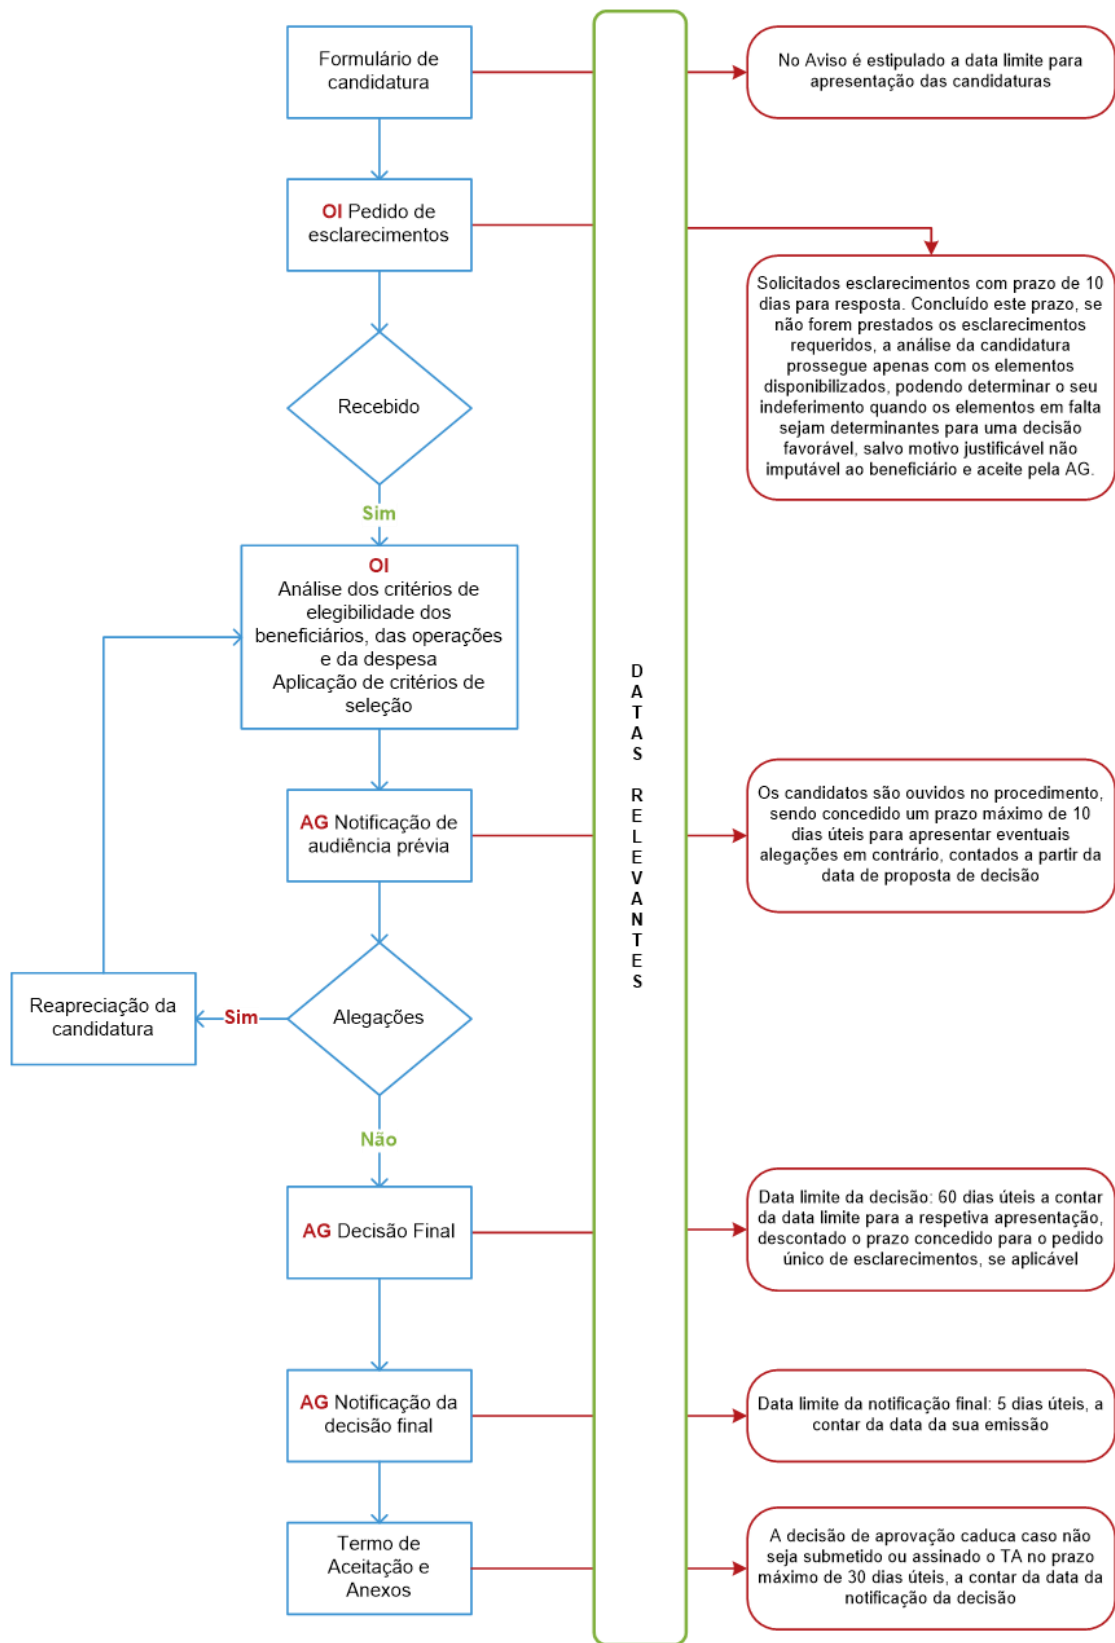 Formulário de
candidatura
No Aviso é estipulado a data limite para
apresentação das candidaturas
OI Pedido de
esclarecimentos
Solicitados esclarecimentos com prazo de 10
dias para resposta. Concluído este prazo, se
não forem prestados os esclarecimentos
requeridos, a análise da candidatura
prossegue apenas com os elementos
disponibilizados, podendo determinar o seu
indeferimento quando os elementos em falta
sejam determinantes para uma decisão
favorável, salvo motivo justificável não
imputável ao beneficiário e aceite pela AG.
Recebido
Sim
OI
Análise dos critérios de
elegibilidade dos
beneficiários, das operações
e da despesa
Aplicação de critérios de
seleção
DATAS RELEVANTES
AG Notificação de
audiência prévia
Os candidatos são ouvidos no procedimento,
sendo concedido um prazo máximo de 10
dias úteis para apresentar eventuais
alegações em contrário, contados a partir da
data de proposta de decisão
Alegações
Sim
Reapreciação da
candidatura
Não
AG Decisão Final
Data limite da decisão: 60 dias úteis a contar
da data limite para a respetiva apresentação,
descontado o prazo concedido para o pedido
único de esclarecimentos, se aplicável
AG Notificação da
decisão final
Data limite da notificação final: 5 dias úteis, a
contar da data da sua emissão
Termo de
Aceitação e
Anexos
A decisão de aprovação caduca caso não
seja submetido ou assinado o TA no prazo
máximo de 30 dias úteis, a contar da data da
notificação da decisão